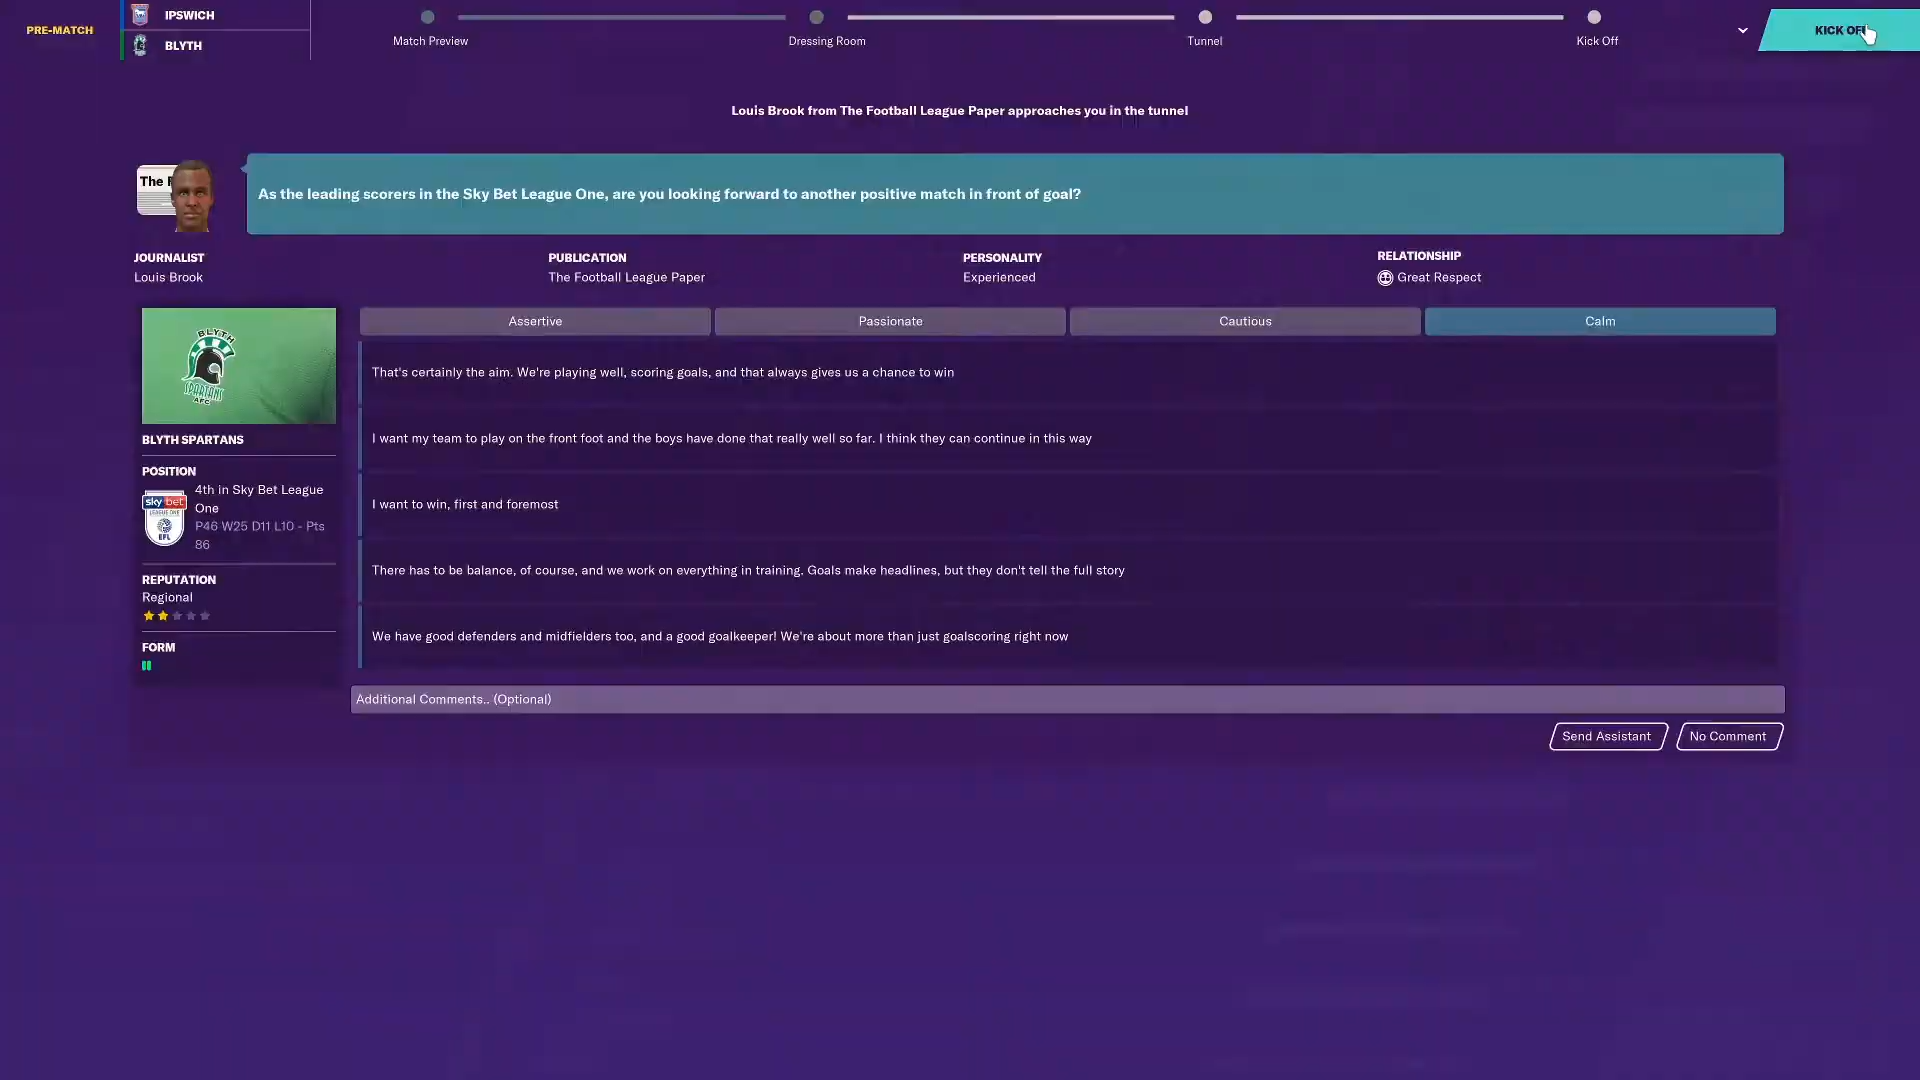 PRE-MATCH
IPSWICH
BLYTH
Match Preview
Dressing Room
Tunnel
Kick Off
KICK OFF
Louis Brook from The Football League Paper approaches you in the tunnel
The F
As the leading scorers in the Sky Bet League One, are you looking forward to another positive match in front of goal?
JOURNALIST
Louis Brook
PUBLICATION
The Football League Paper
PERSONALITY
Experienced
RELATIONSHIP
Great Respect
BLYTH
SPARTANS
AFC
Assertive
Passionate
Cautious
Calm
That's certainly the aim. We're playing well, scoring goals, and that always gives us a chance to win
I want my team to play on the front foot and the boys have done that really well so far. I think they can continue in this way
I want to win, first and foremost
There has to be balance, of course, and we work on everything in training. Goals make headlines, but they don't tell the full story
We have good defenders and midfielders too, and a good goalkeeper! We're about more than just goalscoring right now
BLYTH SPARTANS
POSITION
sky bet
LEAGUE ONE
EFL
4th in Sky Bet League
One
P46 W25 D11 L10 - Pts
86
REPUTATION
Regional
FORM
Additional Comments.. (Optional)
Send Assistant
No Comment